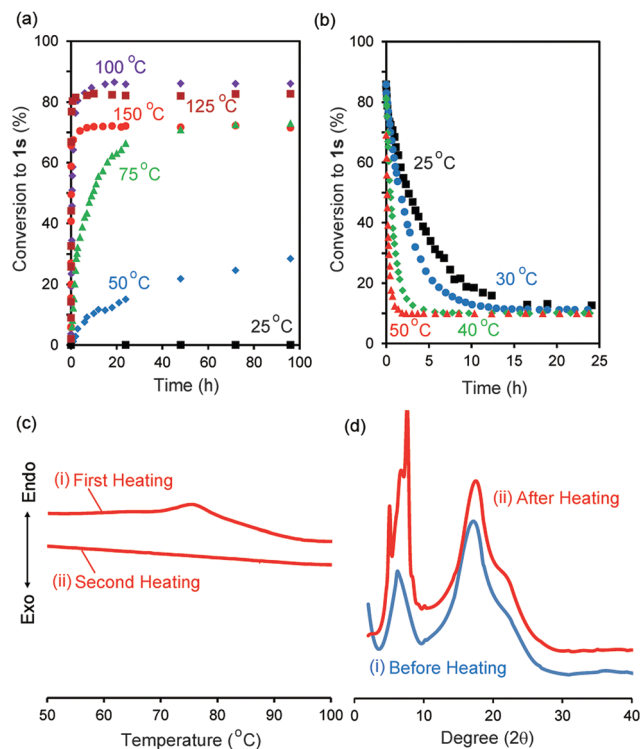 (a)
100
80
60
40
20
0
Conversion to 1s (%)
100 °C
125 °C
150 °C
75 °C
50 °C
25 °C
0 20 40 60 80 100
Time (h)
(b)
100
80
60
40
20
0
Conversion to 1s (%)
25 °C
30 °C
50 °C
40 °C
0 5 10 15 20 25
Time (h)
(c)
Endo
Exo
(i) First Heating
(ii) Second Heating
50 60 70 80 90 100
Temperature (°C)
(d)
(ii) After Heating
(i) Before Heating
0 10 20 30 40
Degree (2θ)